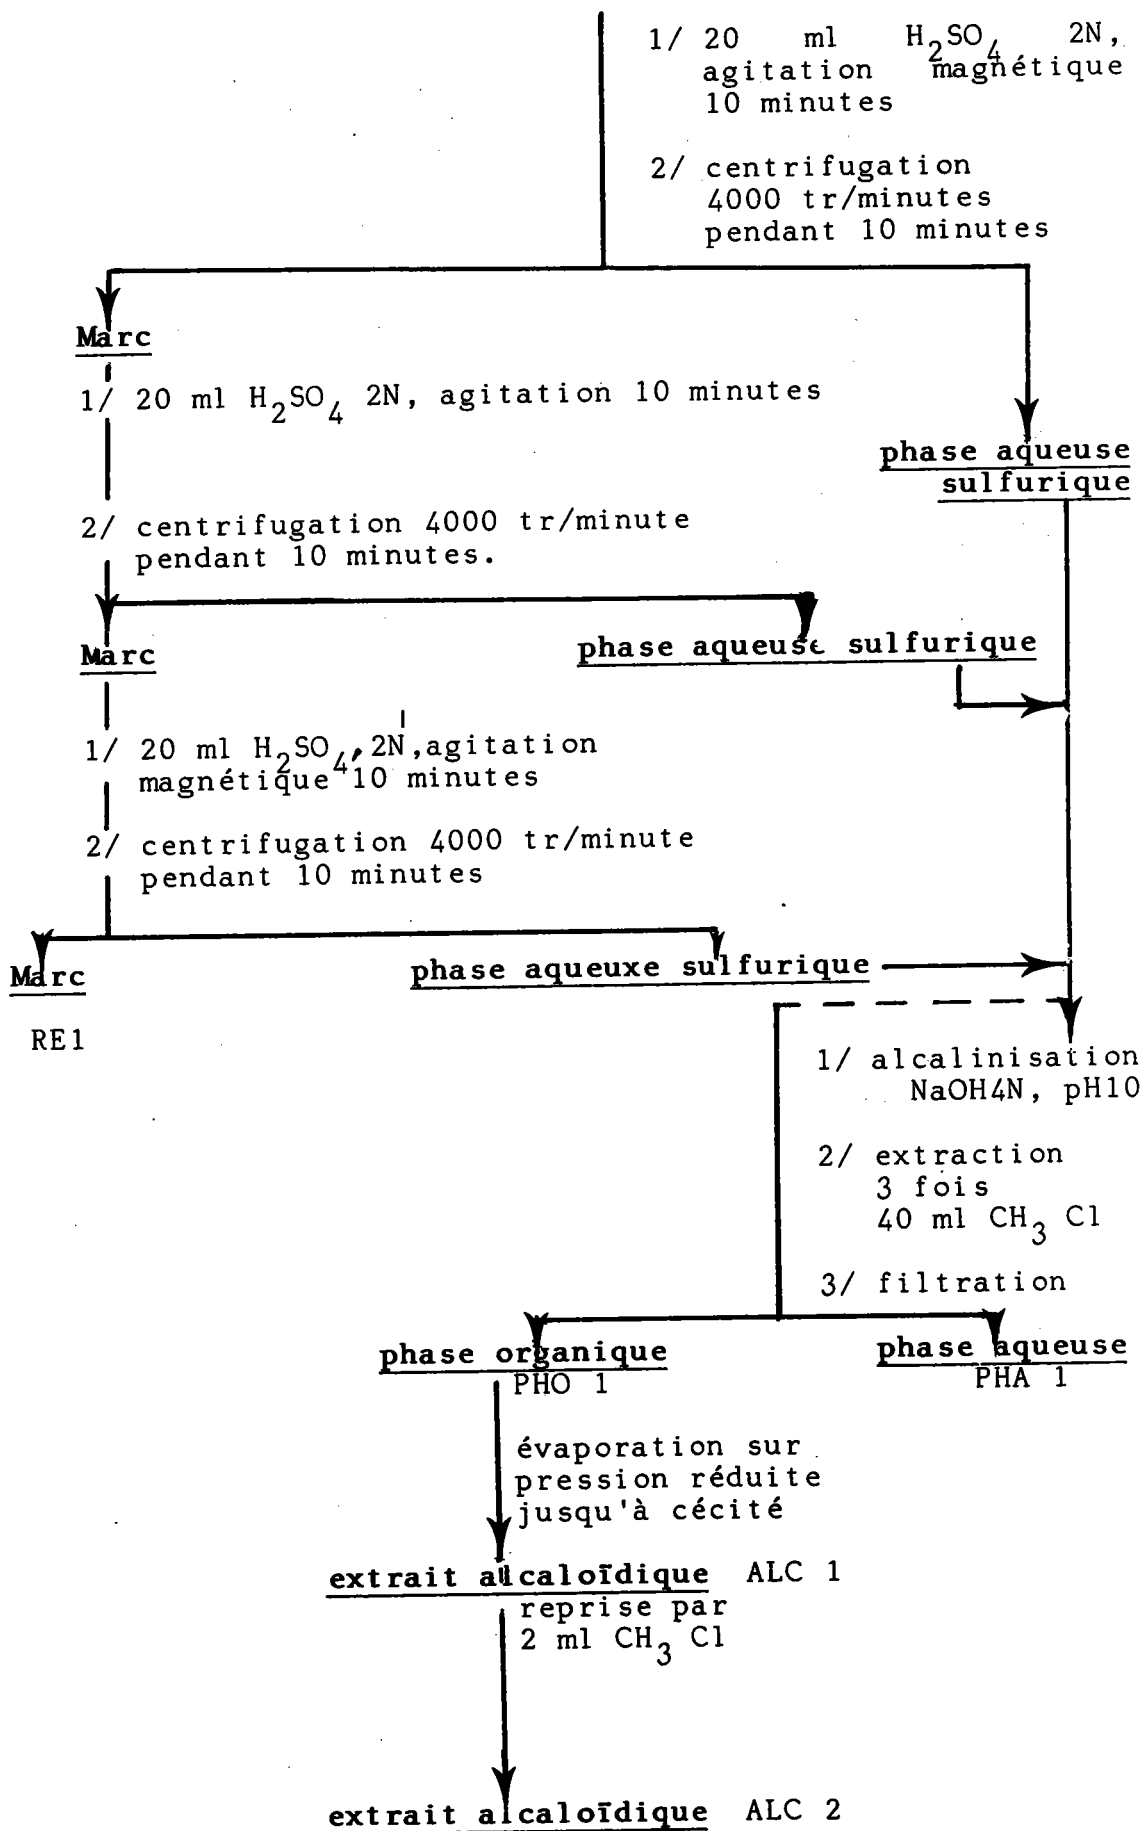 1/ 20 ml H2SO4 2N,
agitation magnétique
10 minutes
2/ centrifugation
4000 tr/minutes
pendant 10 minutes
Marc
1/ 20 ml H2SO4 2N, agitation 10 minutes
phase aqueuse
sulfurique
2/ centrifugation 4000 tr/minute
pendant 10 minutes.
Marc
phase aqueuse sulfurique
1/ 20 ml H2SO4, 2N, agitation
magnétique 10 minutes
2/ centrifugation 4000 tr/minute
pendant 10 minutes
Marc
phase aqueuxe sulfurique
RE1
1/ alcalinisation
NaOH4N, pH10
2/ extraction
3 fois
40 ml CH3 Cl
3/ filtration
phase organique
PHO 1
phase aqueuse
PHA 1
évaporation sur
pression réduite
jusqu'à cécité
extrait alcaloïdique ALC 1
reprise par
2 ml CH3 Cl
extrait alcaloïdique ALC 2